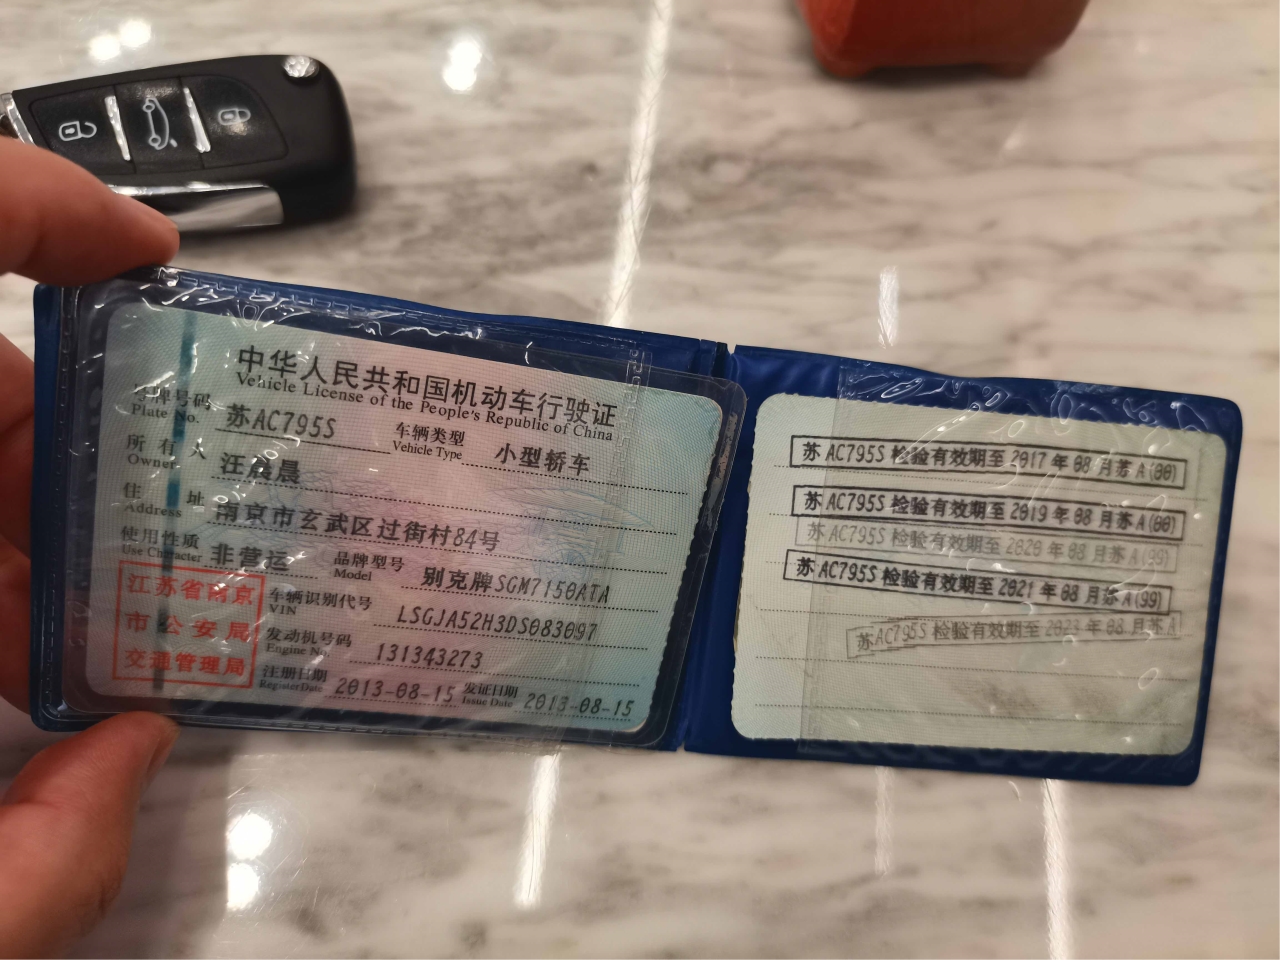 中华人民共和国机动车行驶证
Vehicle License of the People's Republic of China
号牌号码 苏AC795S 车辆类型 小型轿车
Plate No. Vehicle Type
所有人 汪晨晨
Owner
住址 南京市玄武区过街村84号
Address
使用性质 非营运 品牌型号 别克牌SGM7150ATA
Use Character Model
江苏省南京
市公安局
交通管理局
车辆识别代号 LSGJA52H3DS083097
VIN
发动机号码 131343273
Engine No.
注册日期 2013-08-15 发证日期 2013-08-15
Register Date Issue Date
苏AC795S 检验有效期至 2017年08月苏A(00)
苏AC795S 检验有效期至 2019年08月苏A(00)
苏AC795S 检验有效期至 2020年08月苏A(99)
苏AC795S 检验有效期至 2021年08月苏A(99)
苏AC795S 检验有效期至 2023年08月苏A